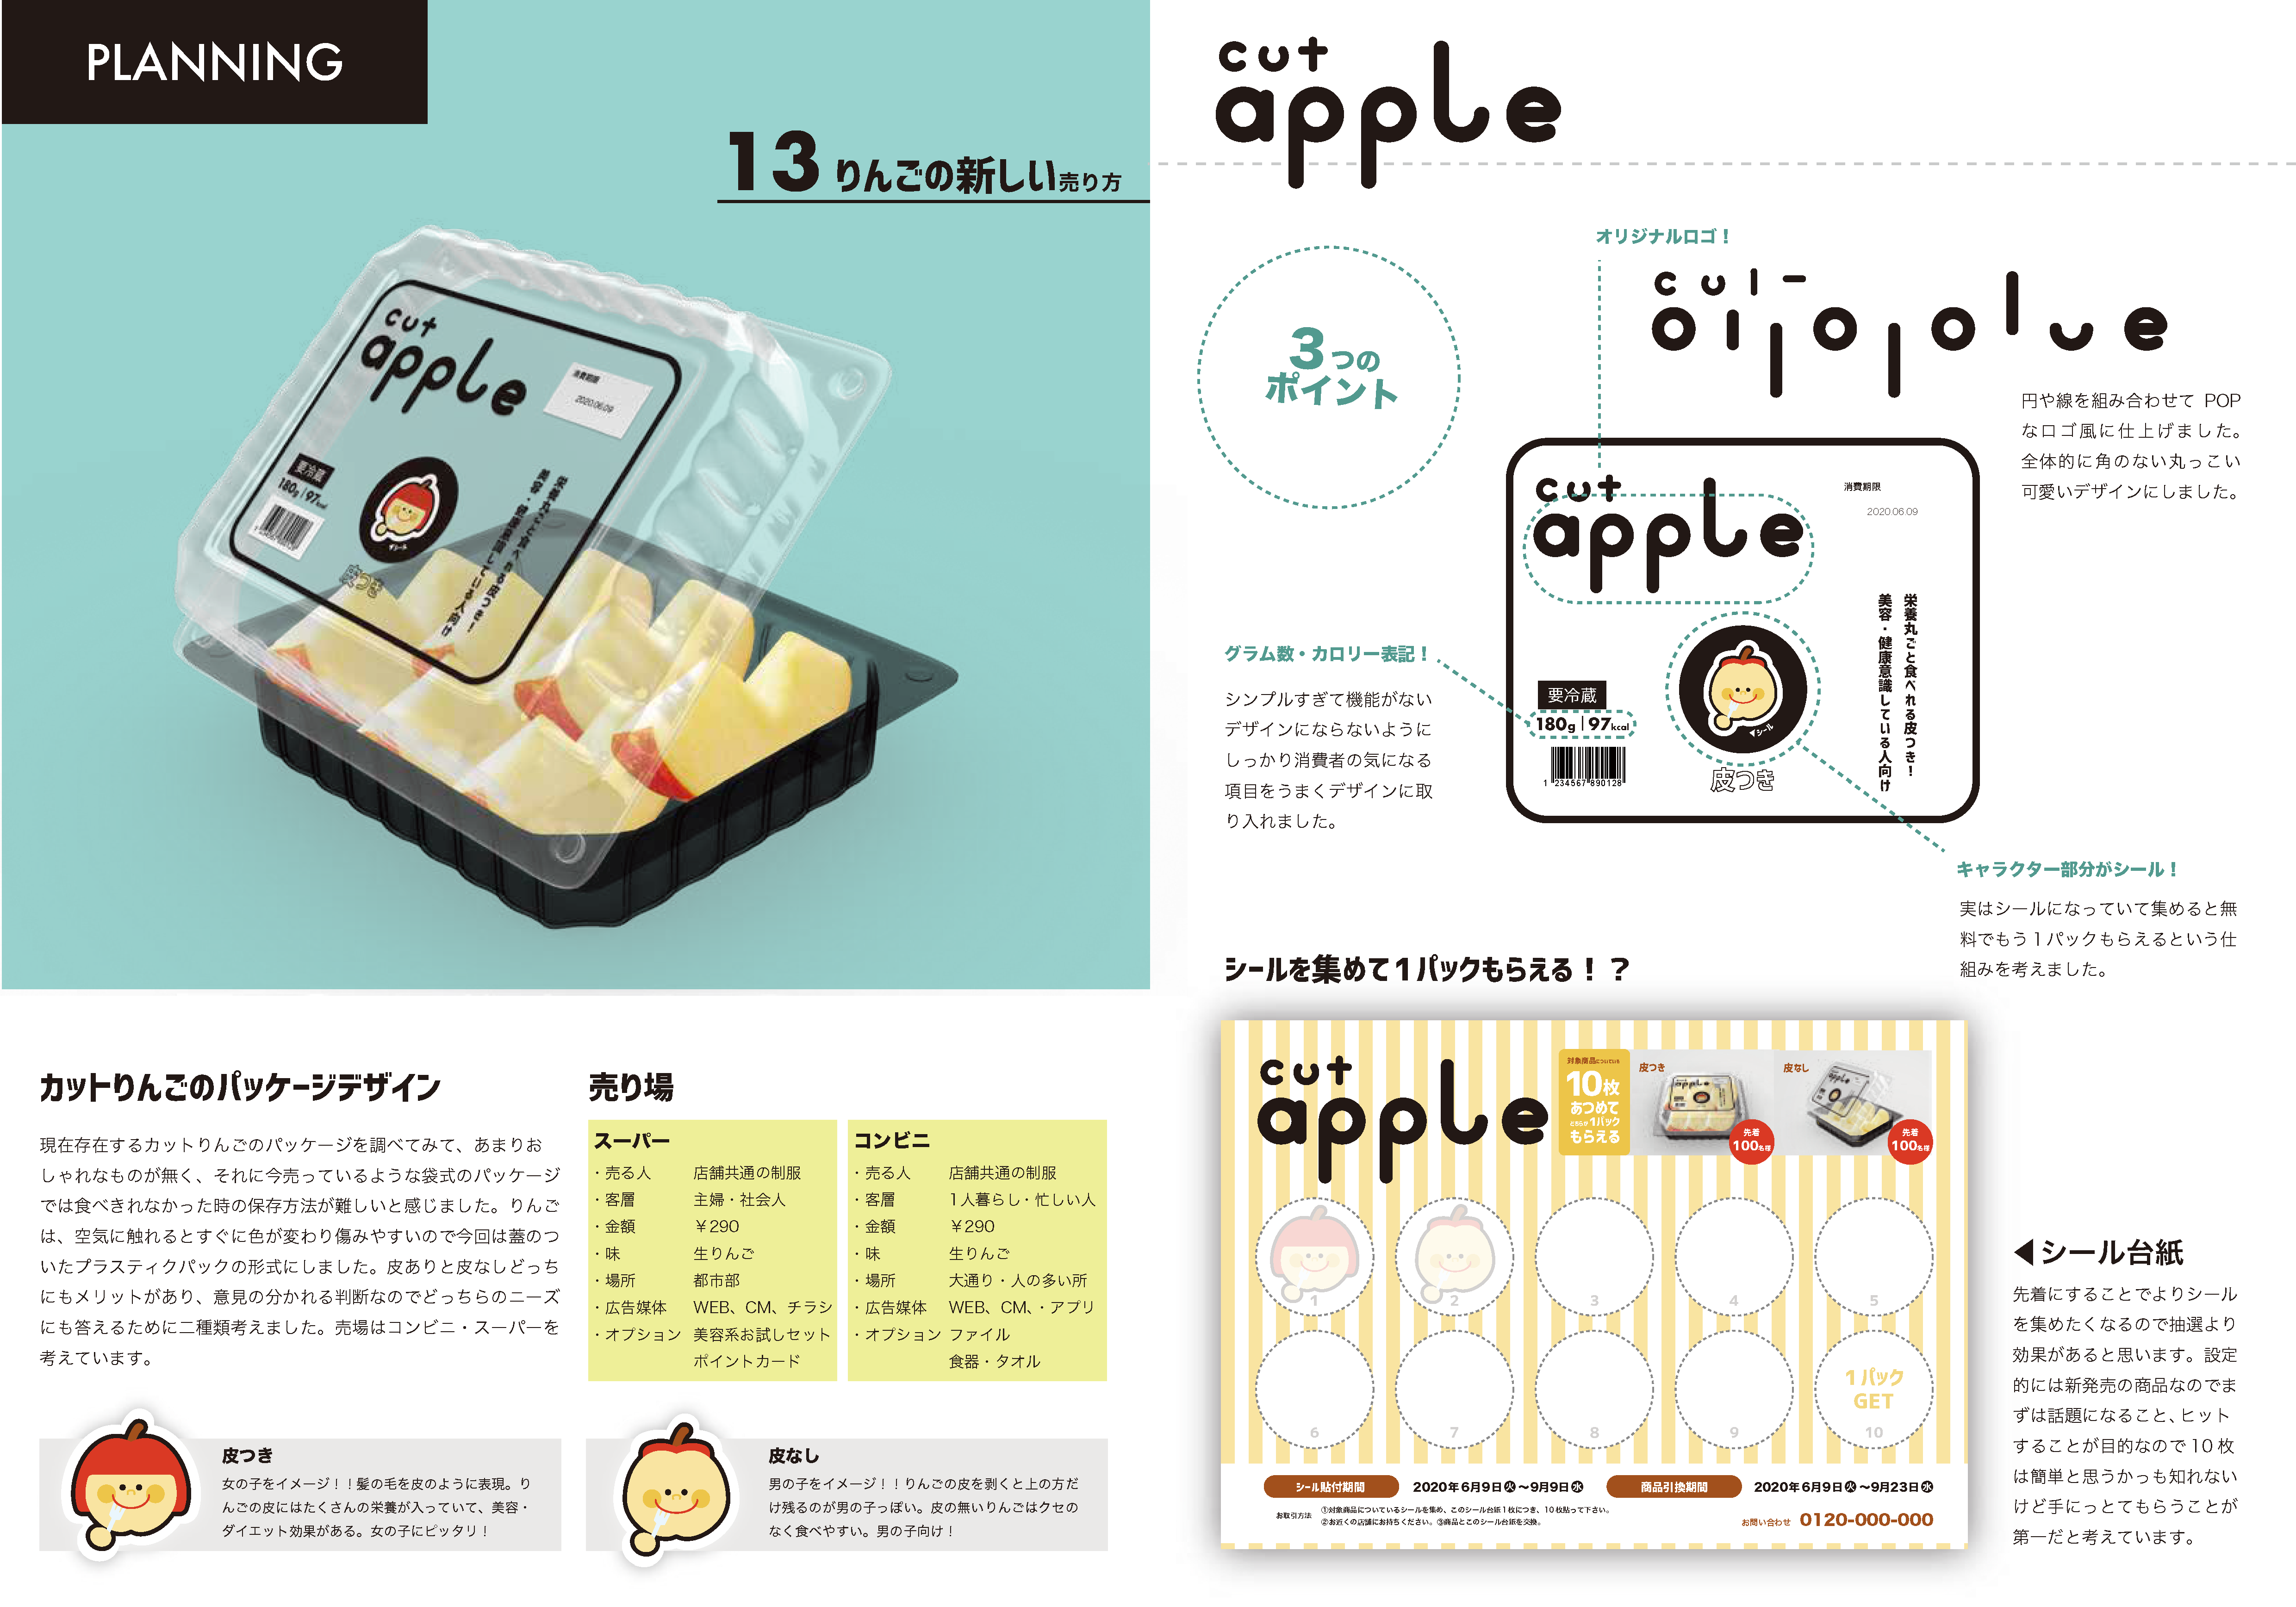 PLANNING
13 りんごの新しい売り方
cut
apple
消費期限
2020.06.09
要冷蔵
180g | 97kcal
栄養丸ごと食べれる皮つき！
美容・健康意識している人向け
シール
皮つき
カットりんごのパッケージデザイン
現在存在するカットりんごのパッケージを調べてみて、あまりお
しゃれなものが無く、それに今売っているような袋式のパッケージ
では食べきれなかった時の保存方法が難しいと感じました。りんご
は、空気に触れるとすぐに色が変わり傷みやすいので今回は蓋のつ
いたプラスティクパックの形式にしました。皮ありと皮なしどっち
にもメリットがあり、意見の分かれる判断なのでどっちらのニーズ
にも答えるために二種類考えました。売場はコンビニ・スーパーを
考えています。
売り場
スーパー
・売る人 店舗共通の制服
・客層 主婦・社会人
・金額 ￥290
・味 生りんご
・場所 都市部
・広告媒体 WEB、CM、チラシ
・オプション 美容系お試しセット
ポイントカード
コンビニ
・売る人 店舗共通の制服
・客層 1人暮らし・忙しい人
・金額 ￥290
・味 生りんご
・場所 大通り・人の多い所
・広告媒体 WEB、CM、・アプリ
・オプション ファイル
食器・タオル
皮つき
女の子をイメージ！！髪の毛を皮のように表現。り
んごの皮にはたくさんの栄養が入っていて、美容・
ダイエット効果がある。女の子にピッタリ！
皮なし
男の子をイメージ！！りんごの皮を剥くと上の方だ
け残るのが男の子っぽい。皮の無いりんごはクセの
なく食べやすい。男の子向け！
cut
apple
3つの
ポイント
オリジナルロゴ！
円や線を組み合わせて POP
なロゴ風に仕上げました。
全体的に角のない丸っこい
可愛いデザインにしました。
cut
apple
消費期限
2020.06.09
栄養丸ごと食べれる皮つき！
美容・健康意識している人向け
要冷蔵
180g | 97kcal
1 234567 890128
◀シール
皮つき
グラム数・カロリー表記！
シンプルすぎて機能がない
デザインにならないように
しっかり消費者の気になる
項目をうまくデザインに取
り入れました。
キャラクター部分がシール！
実はシールになっていて集めると無
料でもう１パックもらえるという仕
組みを考えました。
シールを集めて１パックもらえる！？
cut
apple
対象商品についている
10枚
あつめて
どちらか1パック
もらえる
皮つき
先着
100名様
皮なし
先着
100名様
1
2
3
4
5
6
7
8
9
1パック
GET
10
シール貼付期間 2020年6月9日火～9月9日水
商品引換期間 2020年6月9日火～9月23日水
お取引方法
①対象商品についているシールを集め、このシール台紙１枚につき、10枚貼って下さい。
②お近くの店舗にお持ちください。③商品とこのシール台紙を交換。
お問い合わせ 0120-000-000
◀シール台紙
先着にすることでよりシール
を集めたくなるので抽選より
効果があると思います。設定
的には新発売の商品なのでま
ずは話題になること、ヒット
することが目的なので 10 枚
は簡単と思うかっも知れない
けど手にっとてもらうことが
第一だと考えています。